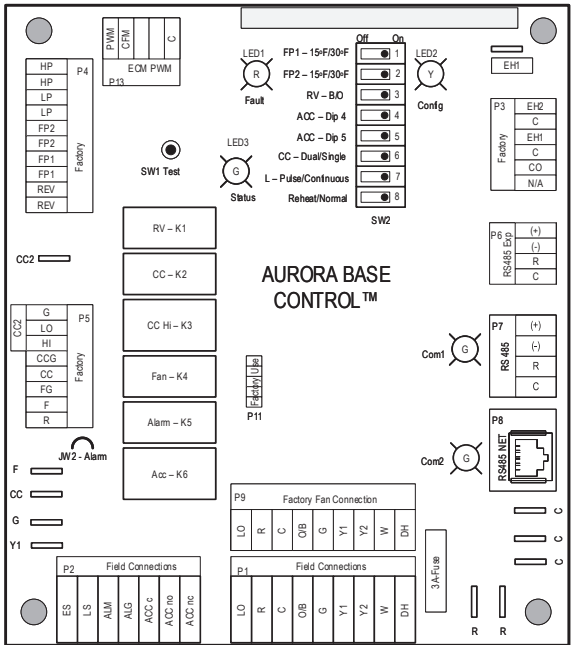 PWM
CFM
C
P13
ECM PWM
LED1
R
Fault
Off On
FP1 – 15ºF/30ºF 1
FP2 – 15ºF/30ºF 2
RV – B/O 3
ACC – Dip 4 4
ACC – Dip 5 5
CC – Dual/Single 6
L – Pulse/Continuous 7
Reheat/Normal 8
SW2
LED2
Y
Config
EH1
P4
HP
HP
LP
LP
FP2
FP2
FP1
FP1
REV
REV
Factory
SW1 Test
LED3
G
Status
P3
Factory
EH2
C
EH1
C
CO
N/A
P6
RS485 Exp
(+)
(-)
R
C
RV – K1
CC – K2
CC Hi – K3
Fan – K4
Alarm – K5
Acc – K6
CC2
AURORA BASE
CONTROL™
CC2
P5
G
LO
HI
CCG
CC
FG
F
R
Factory
JW2 - Alarm
Factory Use
P11
Com1
G
P7
RS 485
(+)
(-)
R
C
Com2
G
P8
RS485 NET
F
CC
G
Y1
P9
Factory Fan Connection
LO
R
C
O/B
G
Y1
Y2
W
DH
P2
Field Connections
ES
LS
ALM
ALG
ACC c
ACC no
ACC nc
P1
Field Connections
LO
R
C
O/B
G
Y1
Y2
W
DH
3A-Fuse
C
C
C
R
R